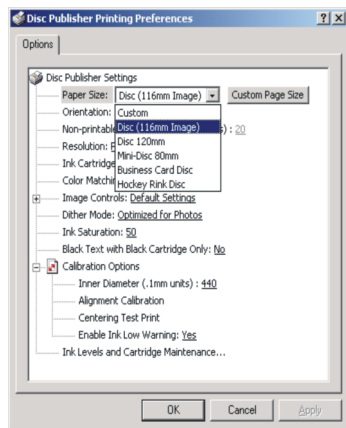 Disc Publisher Printing Preferences
Options
Disc Publisher Settings
Paper Size: Disc (116mm Image) Custom Page Size
Orientation:
Custom
Disc (116mm Image)
Disc 120mm
Mini-Disc 80mm
Business Card Disc
Hockey Rink Disc
Non-printabl : 20
Resolution:
Ink Cartridge
Color Matchin
Image Controls: Default Settings
Dither Mode: Optimized for Photos
Ink Saturation: 50
Black Text with Black Cartridge Only: No
Calibration Options
Inner Diameter (.1mm units) : 440
Alignment Calibration
Centering Test Print
Enable Ink Low Warning: Yes
Ink Levels and Cartridge Maintenance...
OK Cancel Apply